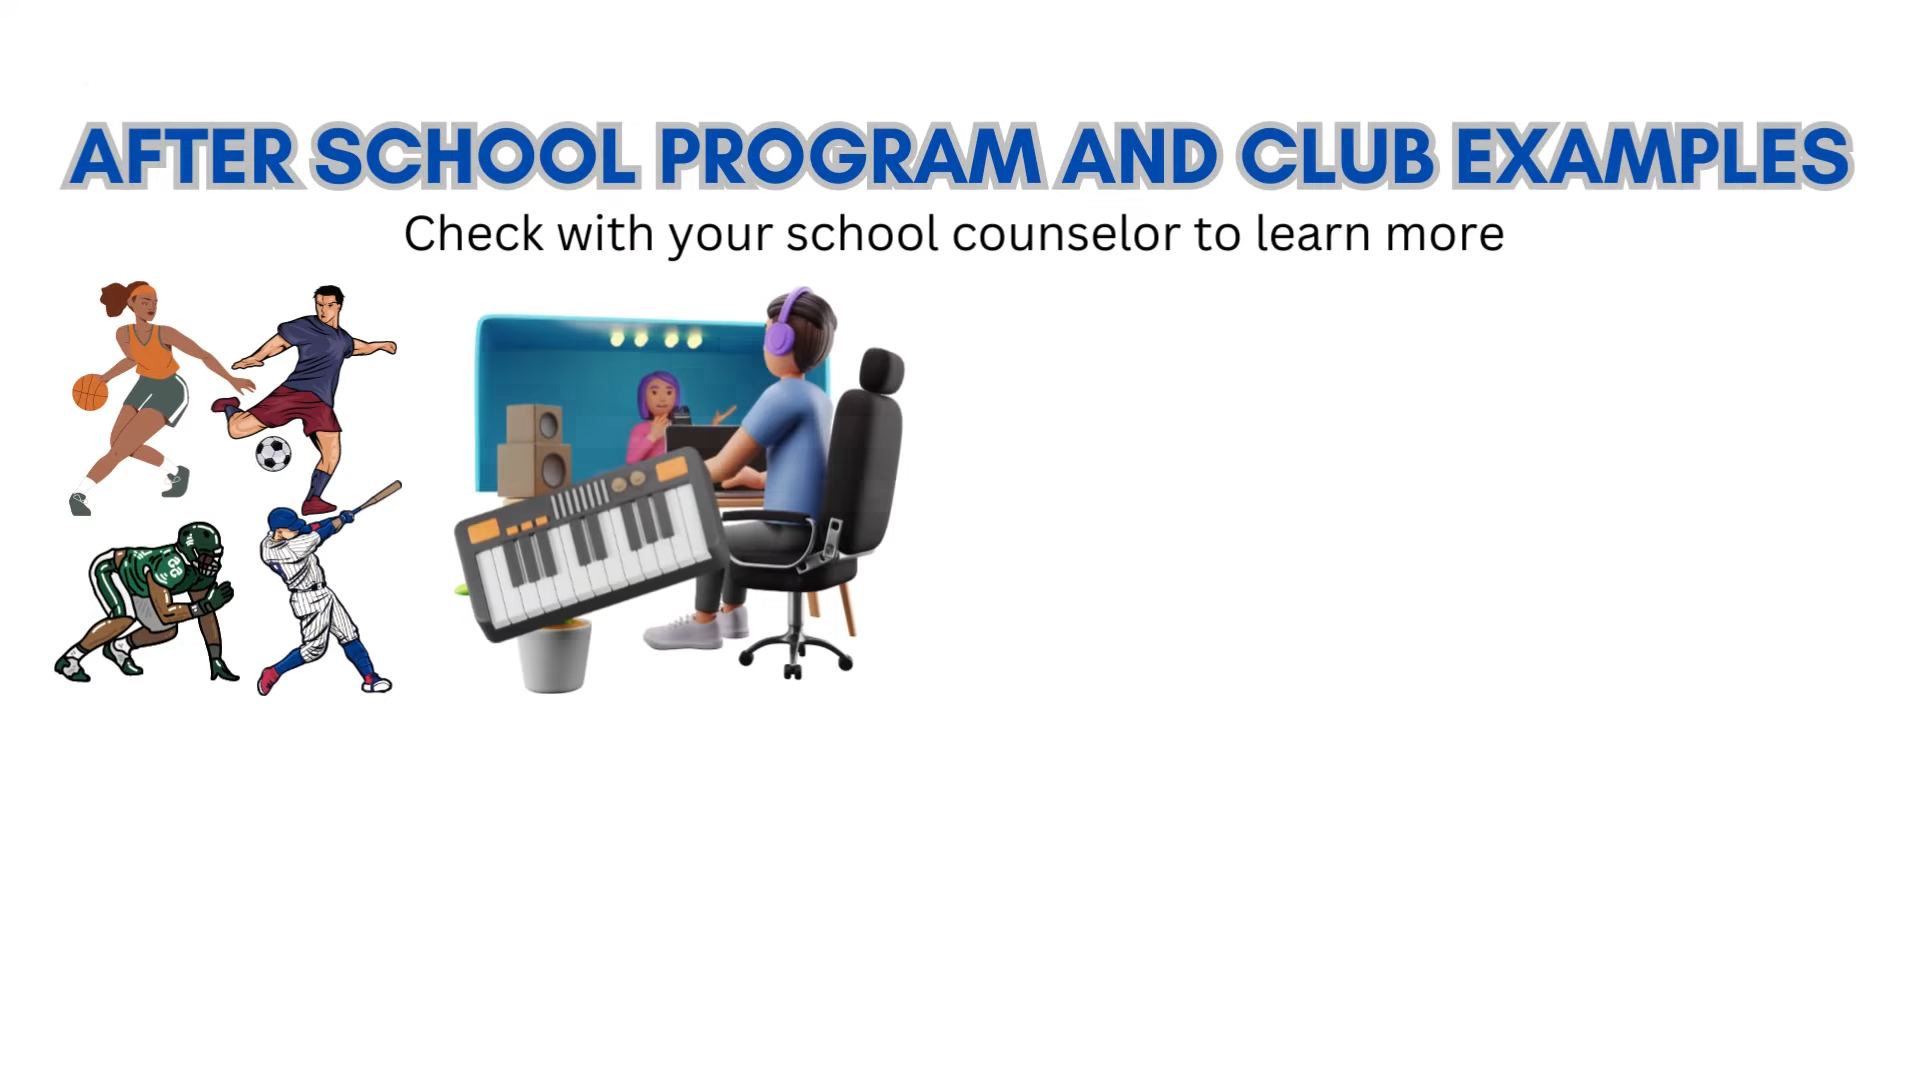 AFTER SCHOOL PROGRAM AND CLUB EXAMPLES
Check with your school counselor to learn more